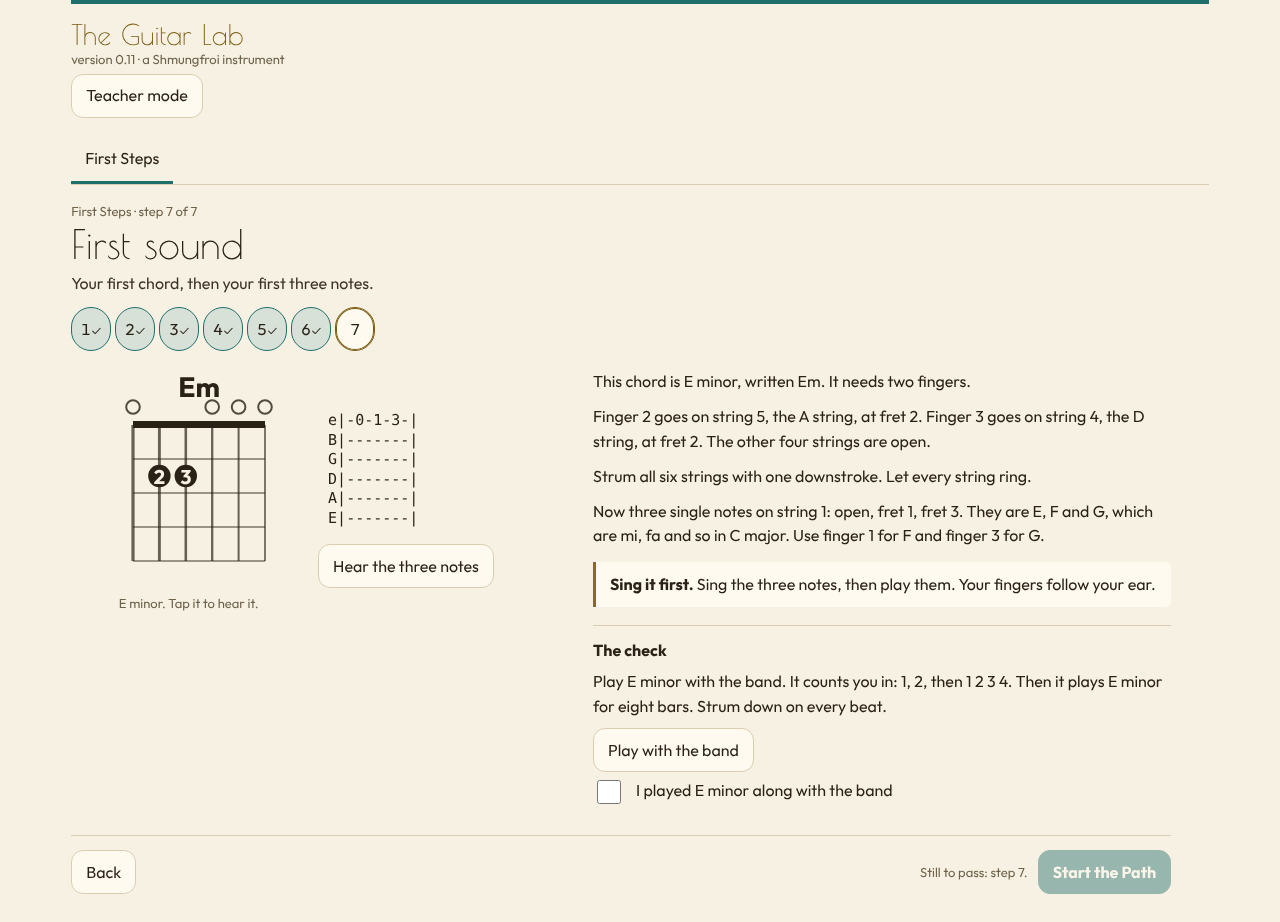 The Guitar Lab
version 0.11 · a Shmungfroi instrument
Teacher mode
First Steps
First Steps · step 7 of 7
First sound
Your first chord, then your first three notes.
1✓ 2✓ 3✓ 4✓ 5✓ 6✓ 7
Em
2 3
E minor. Tap it to hear it.
e|-0-1-3-|
B|-------|
G|-------|
D|-------|
A|-------|
E|-------|
Hear the three notes
This chord is E minor, written Em. It needs two fingers.
Finger 2 goes on string 5, the A string, at fret 2. Finger 3 goes on string 4, the D
string, at fret 2. The other four strings are open.
Strum all six strings with one downstroke. Let every string ring.
Now three single notes on string 1: open, fret 1, fret 3. They are E, F and G, which
are mi, fa and so in C major. Use finger 1 for F and finger 3 for G.
Sing it first. Sing the three notes, then play them. Your fingers follow your ear.
The check
Play E minor with the band. It counts you in: 1, 2, then 1 2 3 4. Then it plays E minor
for eight bars. Strum down on every beat.
Play with the band
I played E minor along with the band
Back
Still to pass: step 7.
Start the Path